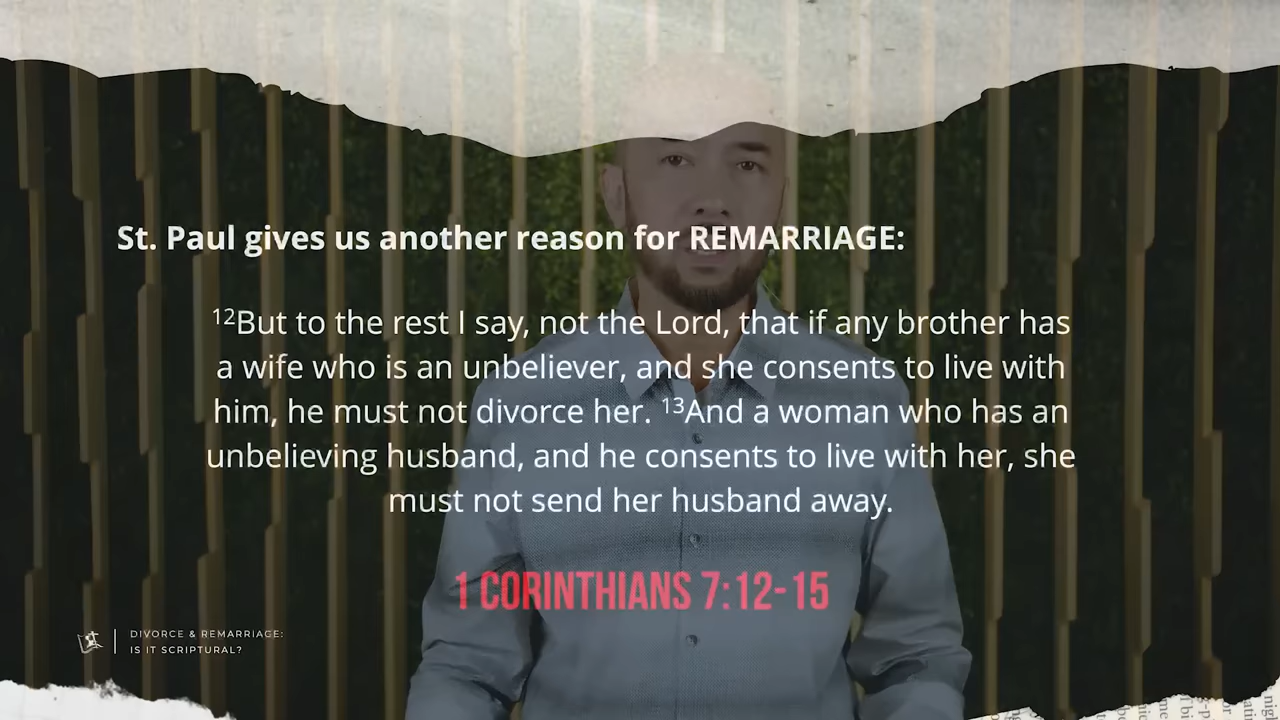 St. Paul gives us another reason for REMARRIAGE:
12But to the rest I say, not the Lord, that if any brother has
a wife who is an unbeliever, and she consents to live with
him, he must not divorce her. 13And a woman who has an
unbelieving husband, and he consents to live with her, she
must not send her husband away.
1 CORINTHIANS 7:12-15
DIVORCE & REMARRIAGE:
IS IT SCRIPTURAL?